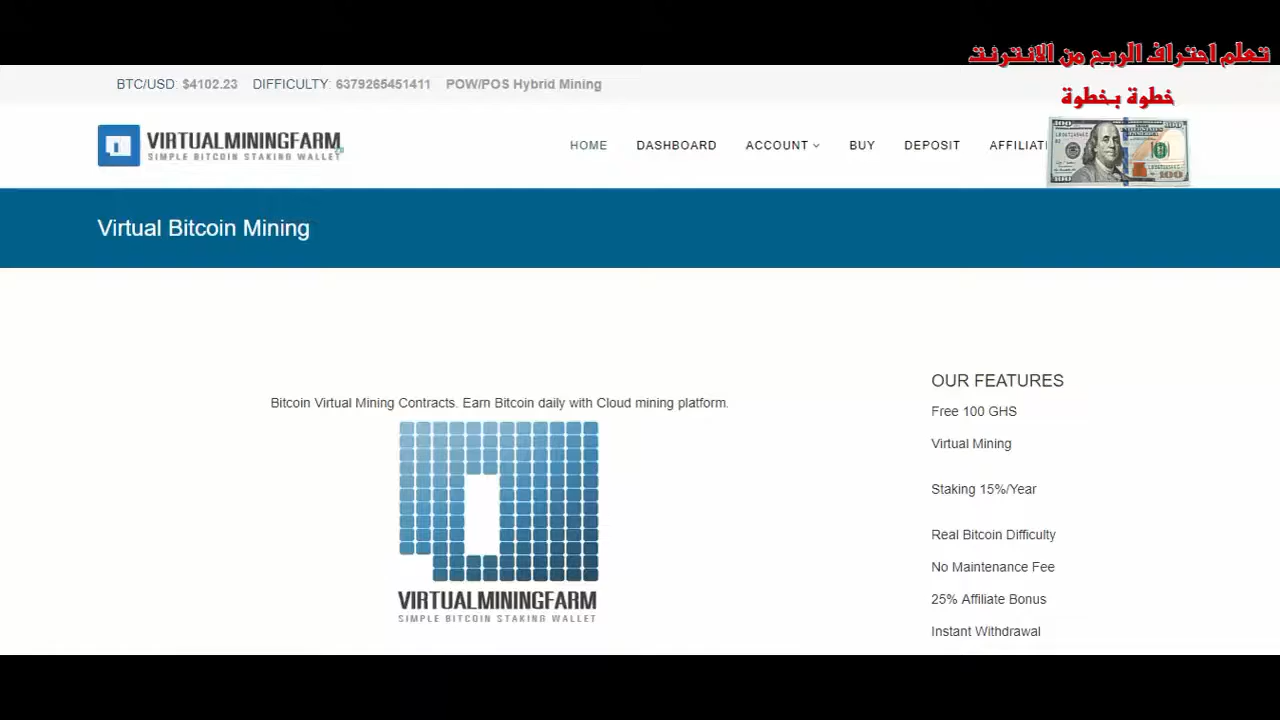 تعلم احتراف الربح من الانترنت
خطوة بخطوة
BTC/USD: $4102.23 DIFFICULTY: 6379265451411 POW/POS Hybrid Mining
VIRTUALMININGFARM
SIMPLE BITCOIN STAKING WALLET
HOME DASHBOARD ACCOUNT BUY DEPOSIT AFFILIAT
Virtual Bitcoin Mining
Bitcoin Virtual Mining Contracts. Earn Bitcoin daily with Cloud mining platform.
VIRTUALMININGFARM
SIMPLE BITCOIN STAKING WALLET
OUR FEATURES
Free 100 GHS
Virtual Mining
Staking 15%/Year
Real Bitcoin Difficulty
No Maintenance Fee
25% Affiliate Bonus
Instant Withdrawal